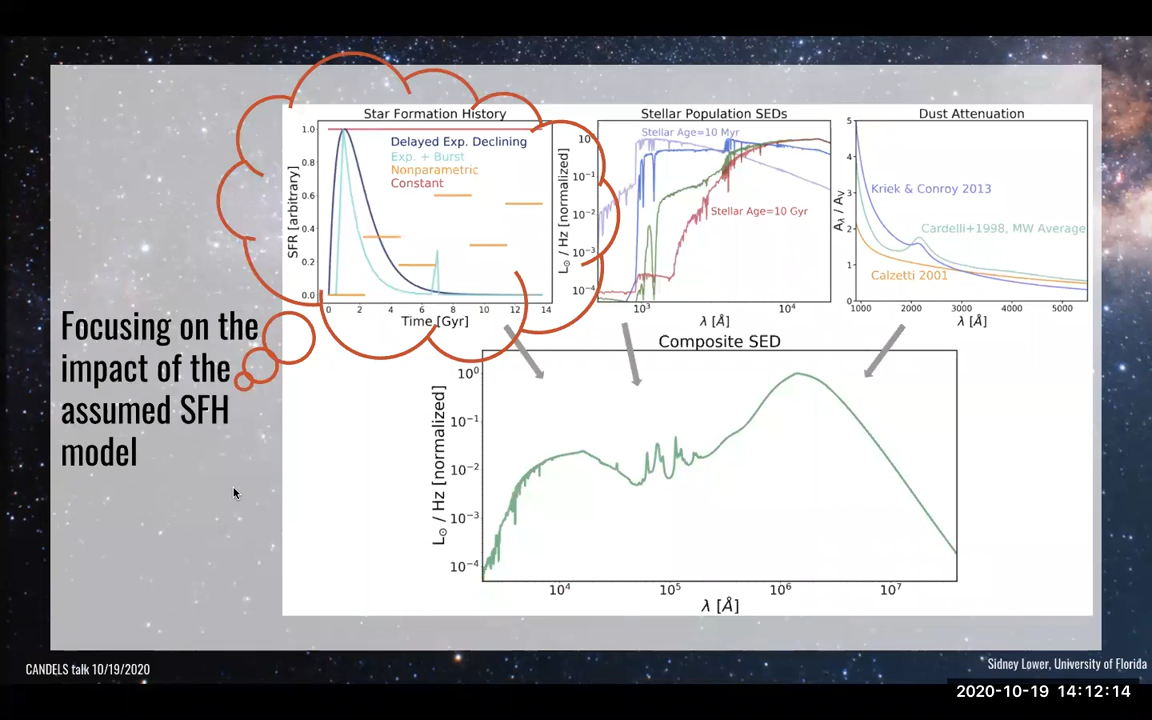 Star Formation History
Stellar Population SEDs
Dust Attenuation
SFR [arbitrary]
1.0
0.8
0.6
0.4
0.2
0.0
Delayed Exp. Declining
Exp. + Burst
Nonparametric
Constant
0 2 4 6 8 10 12 14
Time [Gyr]
L⊙ / Hz [normalized]
10
10⁻¹
10⁻²
10⁻³
10⁻⁴
Stellar Age=10 Myr
Stellar Age=10 Gyr
10³ 10⁴
λ [Å]
Aλ / Aᵥ
5
4
3
2
1
0
Kriek & Conroy 2013
Cardelli+1998, MW Average
Calzetti 2001
1000 2000 3000 4000 5000
λ [Å]
Focusing on the
impact of the
assumed SFH
model
Composite SED
L⊙ / Hz [normalized]
10⁰
10⁻¹
10⁻²
10⁻³
10⁻⁴
10⁴ 10⁵ 10⁶ 10⁷
λ [Å]
CANDELS talk 10/19/2020
Sidney Lower, University of Florida
2020-10-19 14:12:14